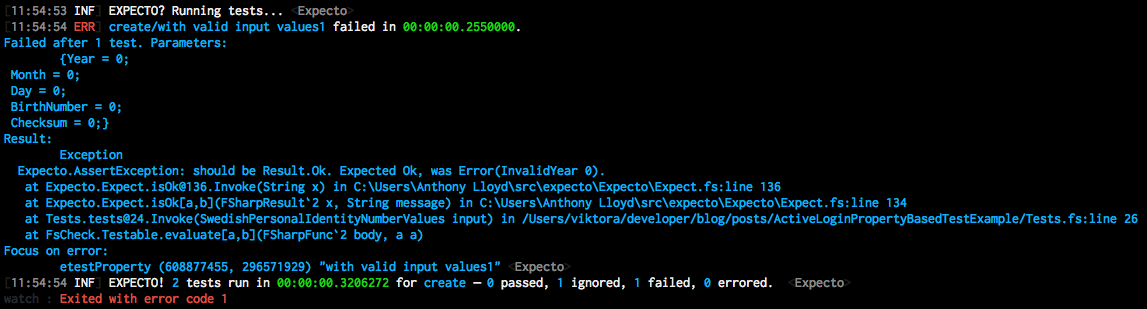 [11:54:53 INF] EXPECTO? Running tests... <Expecto>
[11:54:54 ERR] create/with valid input values1 failed in 00:00:00.2550000.
Failed after 1 test. Parameters:
        {Year = 0;
 Month = 0;
 Day = 0;
 BirthNumber = 0;
 Checksum = 0;}
Result:
        Exception
  Expecto.AssertException: should be Result.Ok. Expected Ok, was Error(InvalidYear 0).
   at Expecto.Expect.isOk@136.Invoke(String x) in C:\Users\Anthony Lloyd\src\expecto\Expecto\Expect.fs:line 136
   at Expecto.Expect.isOk[a,b](FSharpResult`2 x, String message) in C:\Users\Anthony Lloyd\src\expecto\Expecto\Expect.fs:line 134
   at Tests.tests@24.Invoke(SwedishPersonalIdentityNumberValues input) in /Users/viktora/developer/blog/posts/ActiveLoginPropertyBasedTestExample/Tests.fs:line 26
   at FsCheck.Testable.evaluate[a,b](FSharpFunc`2 body, a a)
Focus on error:
        etestProperty (608877455, 296571929) "with valid input values1" <Expecto>
[11:54:54 INF] EXPECTO! 2 tests run in 00:00:00.3206272 for create – 0 passed, 1 ignored, 1 failed, 0 errored.  <Expecto>
watch : Exited with error code 1